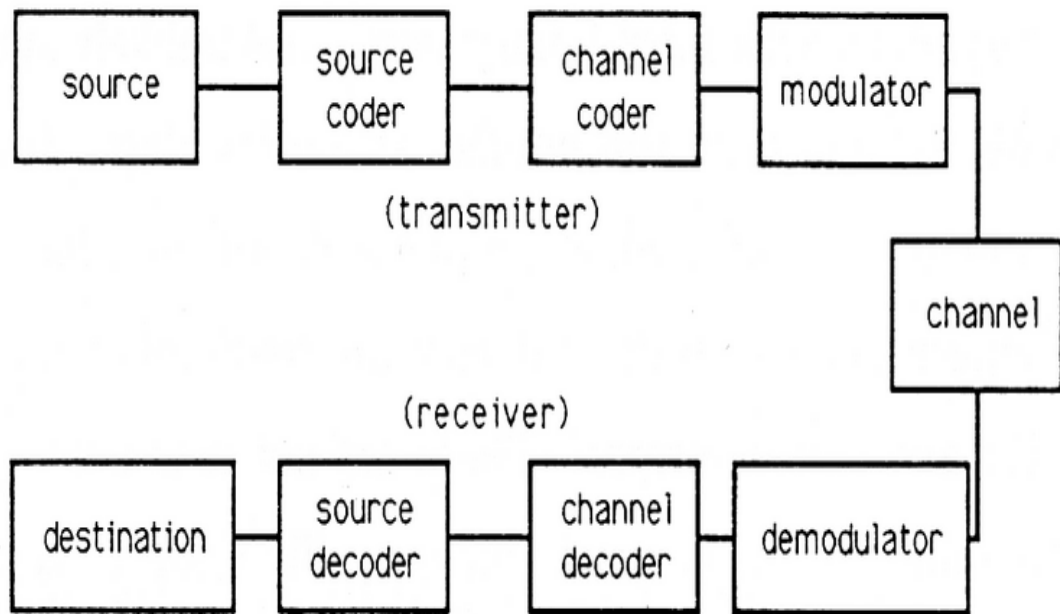 source
source
coder
channel
coder
modulator
(transmitter)
channel
(receiver)
destination
source
decoder
channel
decoder
demodulator